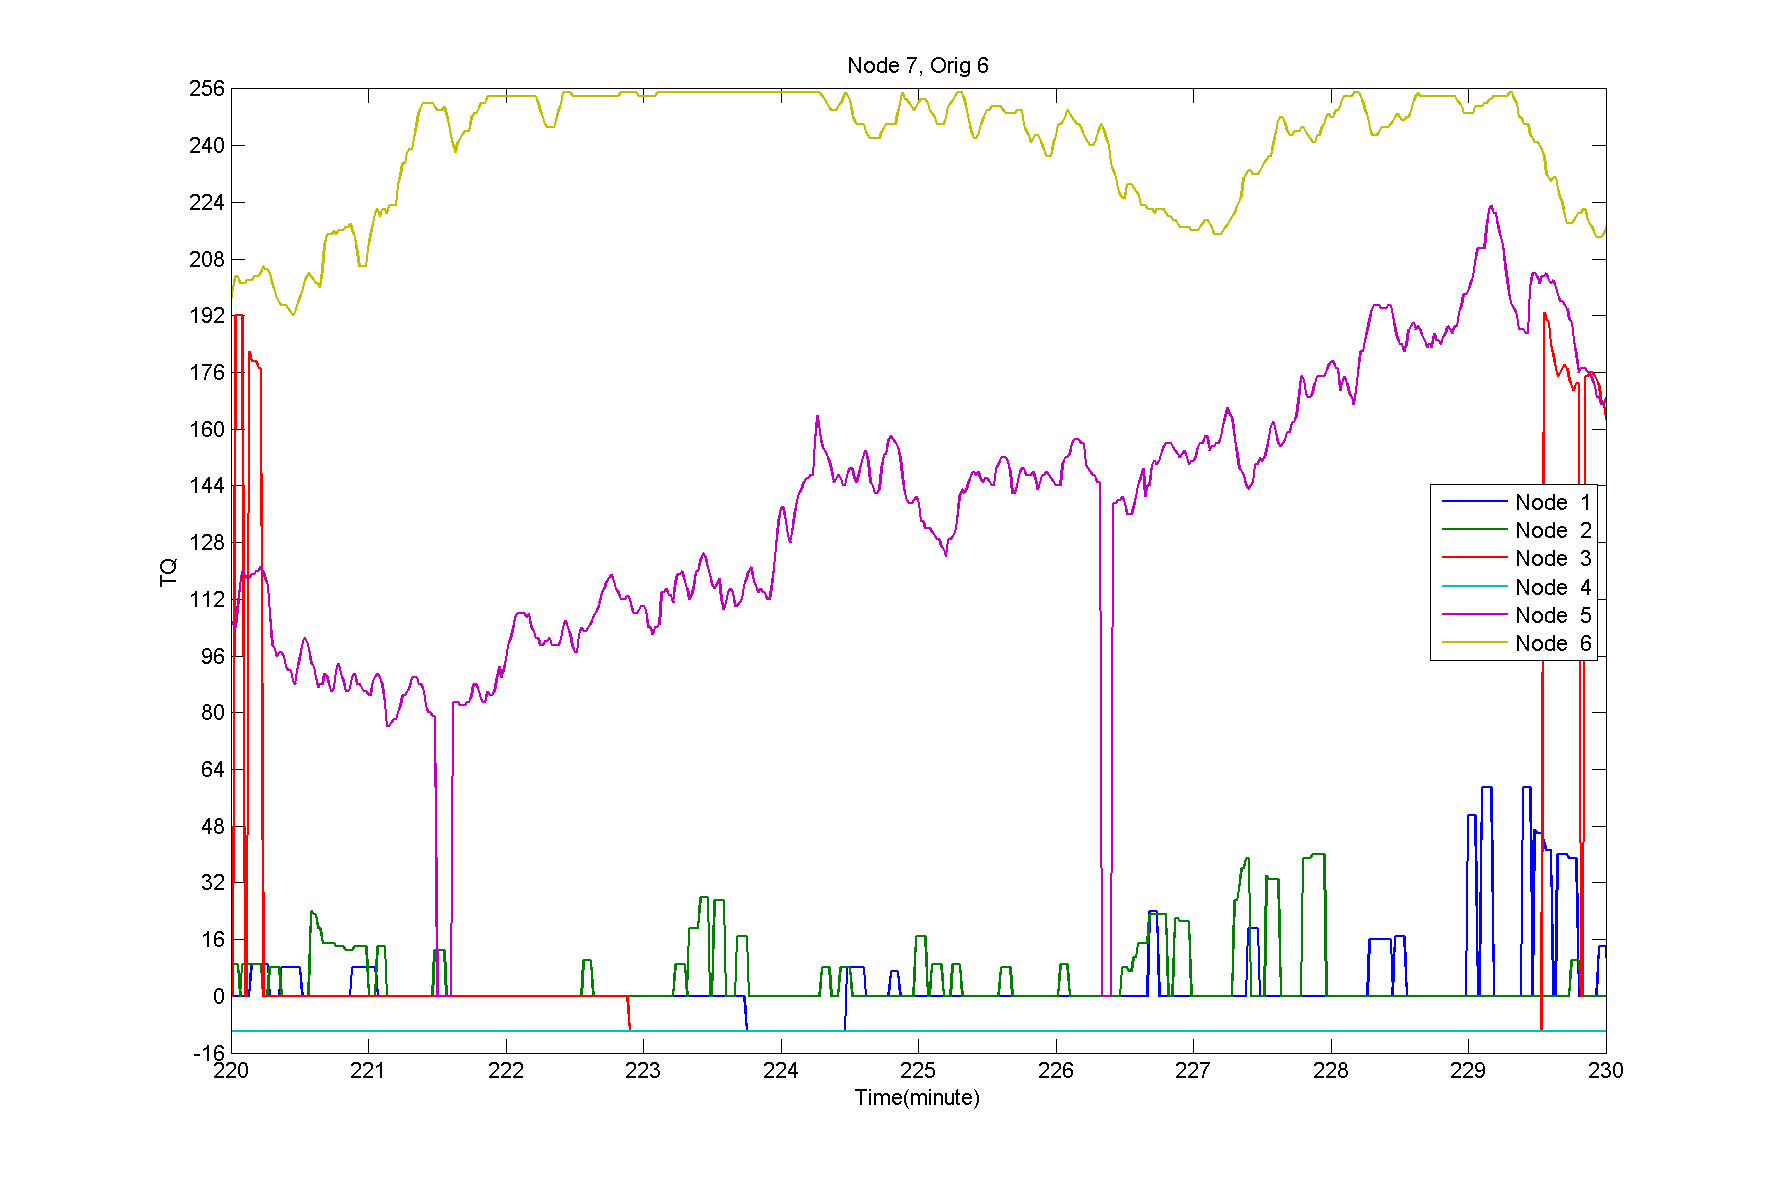 Node 7, Orig 6
256
240
224
208
192
176
160
144
128
112
96
80
64
48
32
16
0
-16
TQ
Node 1
Node 2
Node 3
Node 4
Node 5
Node 6
220 221 222 223 224 225 226 227 228 229 230
Time(minute)